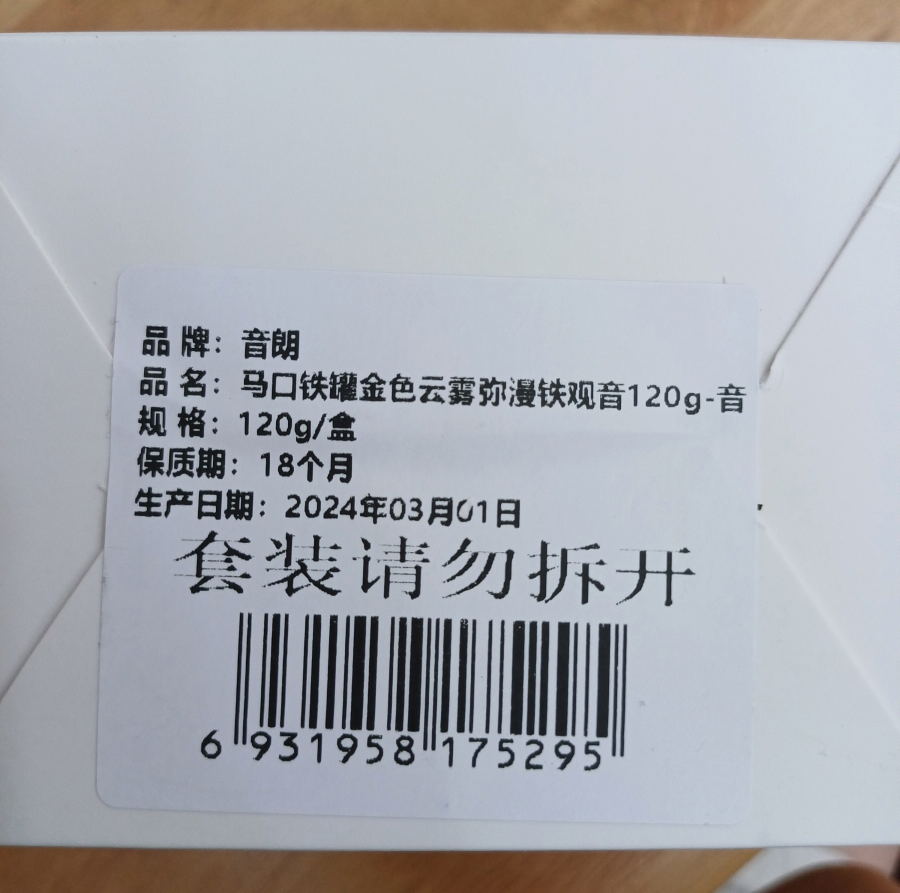 品 牌：音朗
品 名：马口铁罐金色云雾弥漫铁观音120g-音
规 格：120g/盒
保质期：18个月
生产日期：2024年03月01日
套装请勿拆开
6 931958 175295